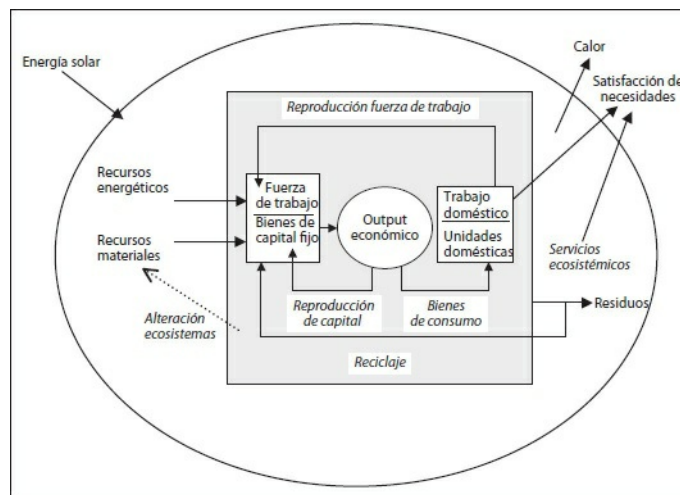 Energía solar
Calor
Satisfacción de
necesidades
Reproducción fuerza de trabajo
Recursos
energéticos
Fuerza
de trabajo
Bienes de
capital fijo
Output
económico
Trabajo
doméstico
Unidades
domésticas
Recursos
materiales
Servicios
ecosistémicos
Alteración
ecosistemas
Reproducción
de capital
Bienes
de consumo
Residuos
Reciclaje